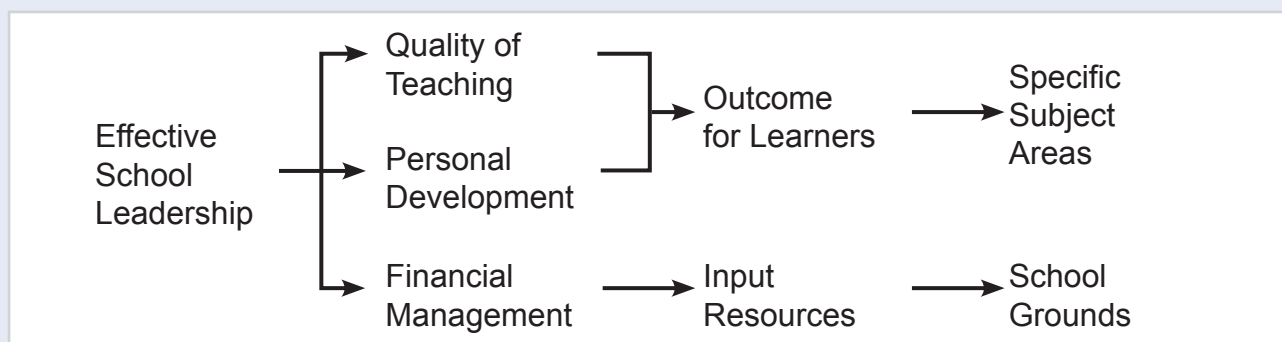 Effective
School
Leadership
Quality of
Teaching
Personal
Development
Financial
Management
Outcome
for Learners
Input
Resources
Specific
Subject
Areas
School
Grounds